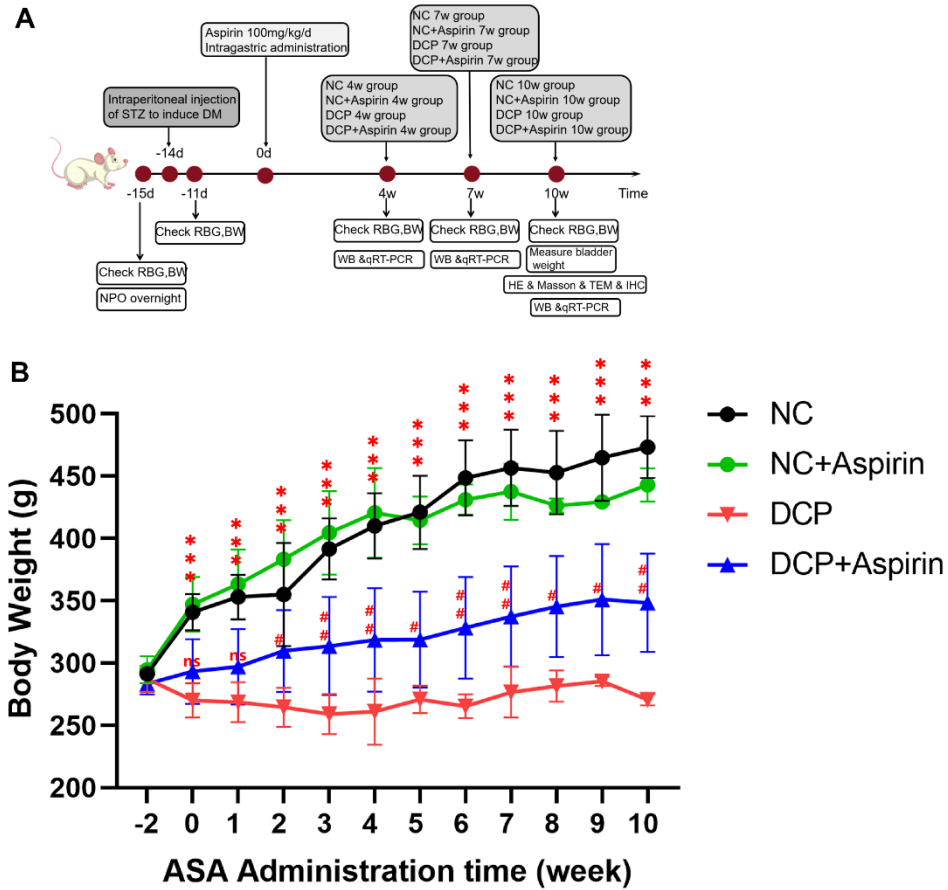 A
Aspirin 100mg/kg/d
Intragastric administration
NC 7w group
NC+Aspirin 7w group
DCP 7w group
DCP+Aspirin 7w group
Intraperitoneal injection
of STZ to induce DM
NC 4w group
NC+Aspirin 4w group
DCP 4w group
DCP+Aspirin 4w group
NC 10w group
NC+Aspirin 10w group
DCP 10w group
DCP+Aspirin 10w group
-14d
0d
-15d
-11d
4w
7w
10w
Time
Check RBG,BW
Check RBG,BW
Check RBG,BW
Check RBG,BW
WB &qRT-PCR
WB &qRT-PCR
Measure bladder
weight
Check RBG,BW
NPO overnight
HE & Masson & TEM & IHC
WB &qRT-PCR
B
Body Weight (g)
500
450
400
350
300
250
200
***
***
***
***
***
***
***
***
***
***
***
ns
ns
#
##
##
#
##
##
#
#
##
-2 0 1 2 3 4 5 6 7 8 9 10
ASA Administration time (week)
NC
NC+Aspirin
DCP
DCP+Aspirin